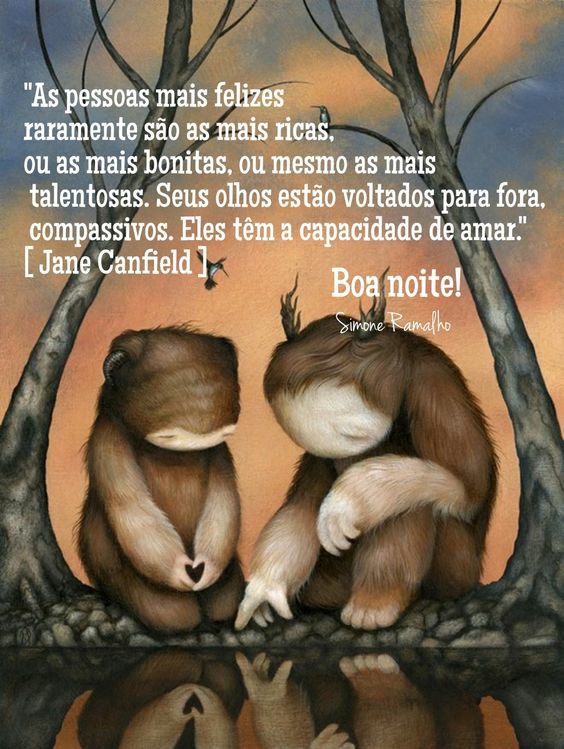 "As pessoas mais felizes
raramente são as mais ricas,
ou as mais bonitas, ou mesmo as mais
talentosas. Seus olhos estão voltados para fora,
compassivos. Eles têm a capacidade de amar."
[ Jane Canfield ]
Boa noite!
Simone Ramalho